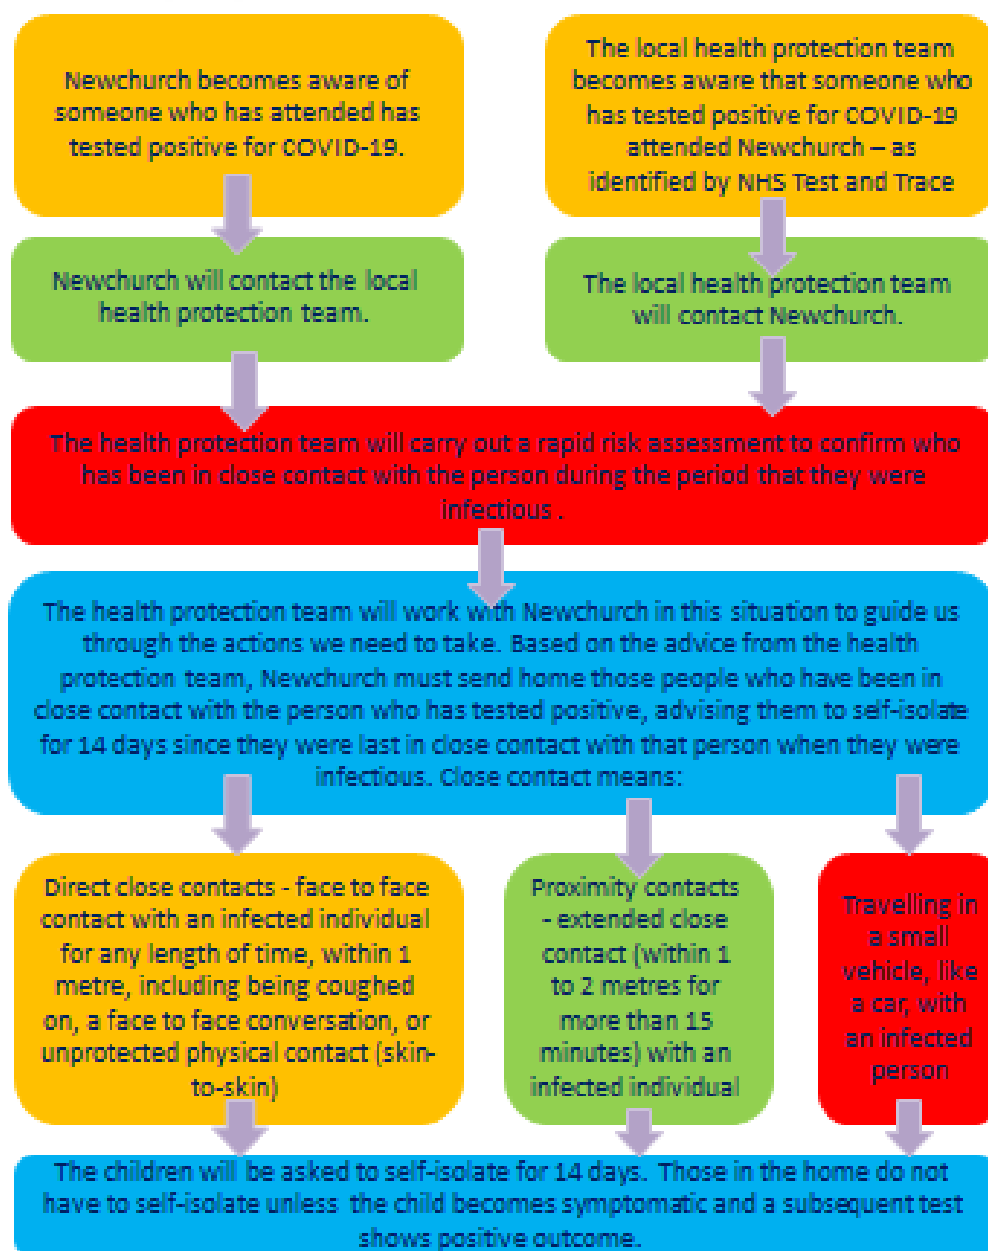 Newchurch becomes aware of
someone who has attended has
tested positive for COVID-19.
The local health protection team
becomes aware that someone who
has tested positive for COVID-19
attended Newchurch – as
identified by NHS Test and Trace
Newchurch will contact the local
health protection team.
The local health protection team
will contact Newchurch.
The health protection team will carry out a rapid risk assessment to confirm who
has been in close contact with the person during the period that they were
infectious .
The health protection team will work with Newchurch in this situation to guide us
through the actions we need to take. Based on the advice from the health
protection team, Newchurch must send home those people who have been in
close contact with the person who has tested positive, advising them to self-isolate
for 14 days since they were last in close contact with that person when they were
infectious. Close contact means:
Direct close contacts - face to face
contact with an infected individual
for any length of time, within 1
metre, including being coughed
on, a face to face conversation, or
unprotected physical contact (skin-
to-skin)
Proximity contacts
- extended close
contact (within 1
to 2 metres for
more than 15
minutes) with an
infected individual
Travelling in
a small
vehicle, like
a car, with
an infected
person
The children will be asked to self-isolate for 14 days. Those in the home do not
have to self-isolate unless the child becomes symptomatic and a subsequent test
shows positive outcome.